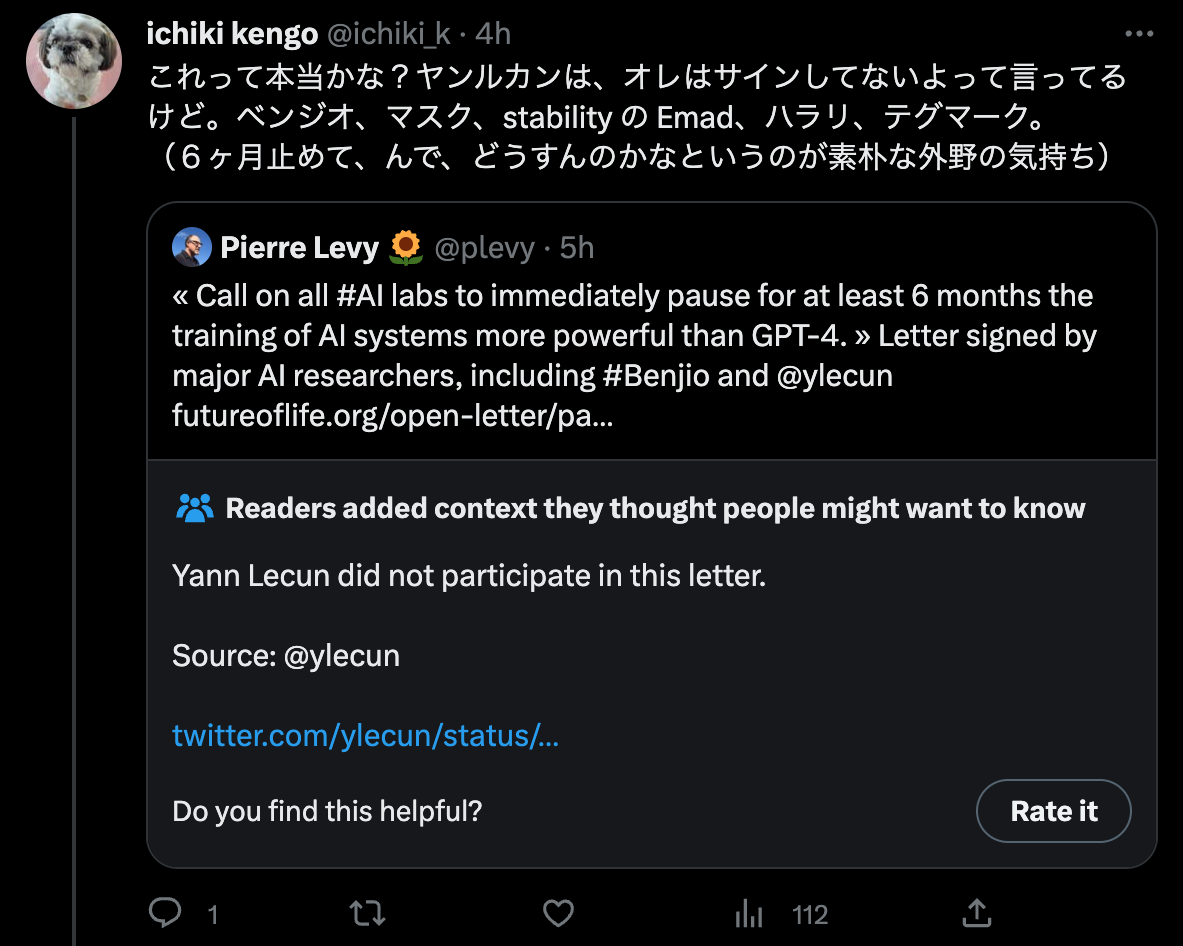 ichiki kengo @ichiki_k · 4h
これって本当かな？ヤンルカンは、オレはサインしてないよって言ってる
けど。ベンジオ、マスク、stability の Emad、ハラリ、テグマーク。
（６ヶ月止めて、んで、どうすんのかなというのが素朴な外野の気持ち）
Pierre Levy 🌻 @plevy · 5h
« Call on all #AI labs to immediately pause for at least 6 months the
training of AI systems more powerful than GPT-4. » Letter signed by
major AI researchers, including #Benjio and @ylecun
futureoflife.org/open-letter/pa...
Readers added context they thought people might want to know
Yann Lecun did not participate in this letter.
Source: @ylecun
twitter.com/ylecun/status/...
Do you find this helpful?
Rate it
1
112